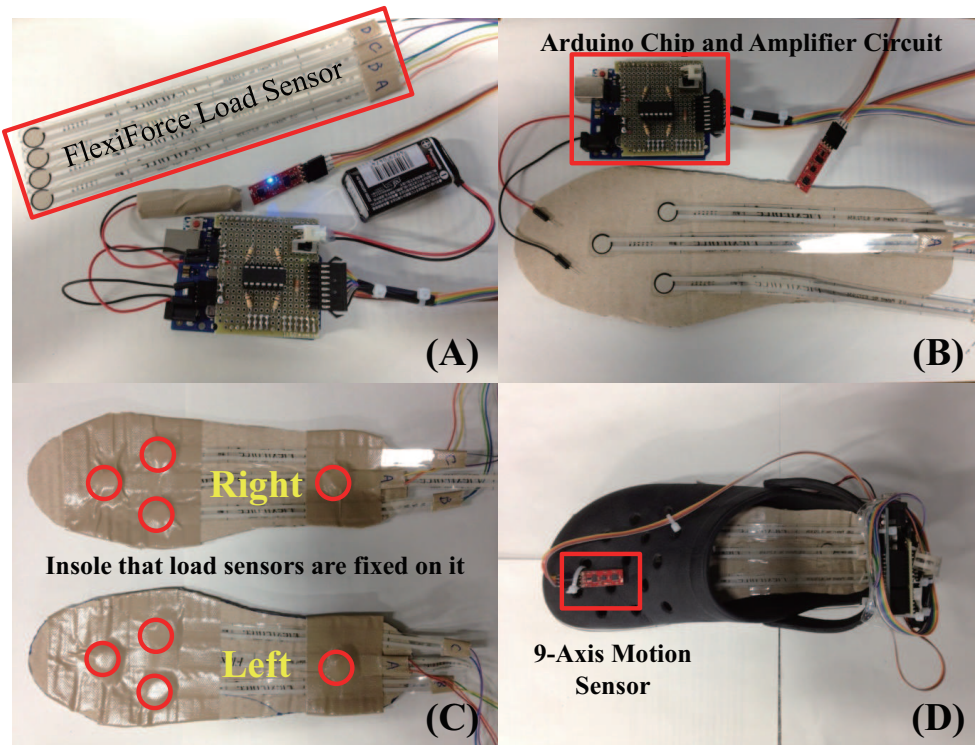 FlexiForce Load Sensor
D
C
B
A
(A)
Arduino Chip and Amplifier Circuit
A
(B)
Right
C
A
Insole that load sensors are fixed on it
Left
A
C
(C)
9-Axis Motion
Sensor
(D)